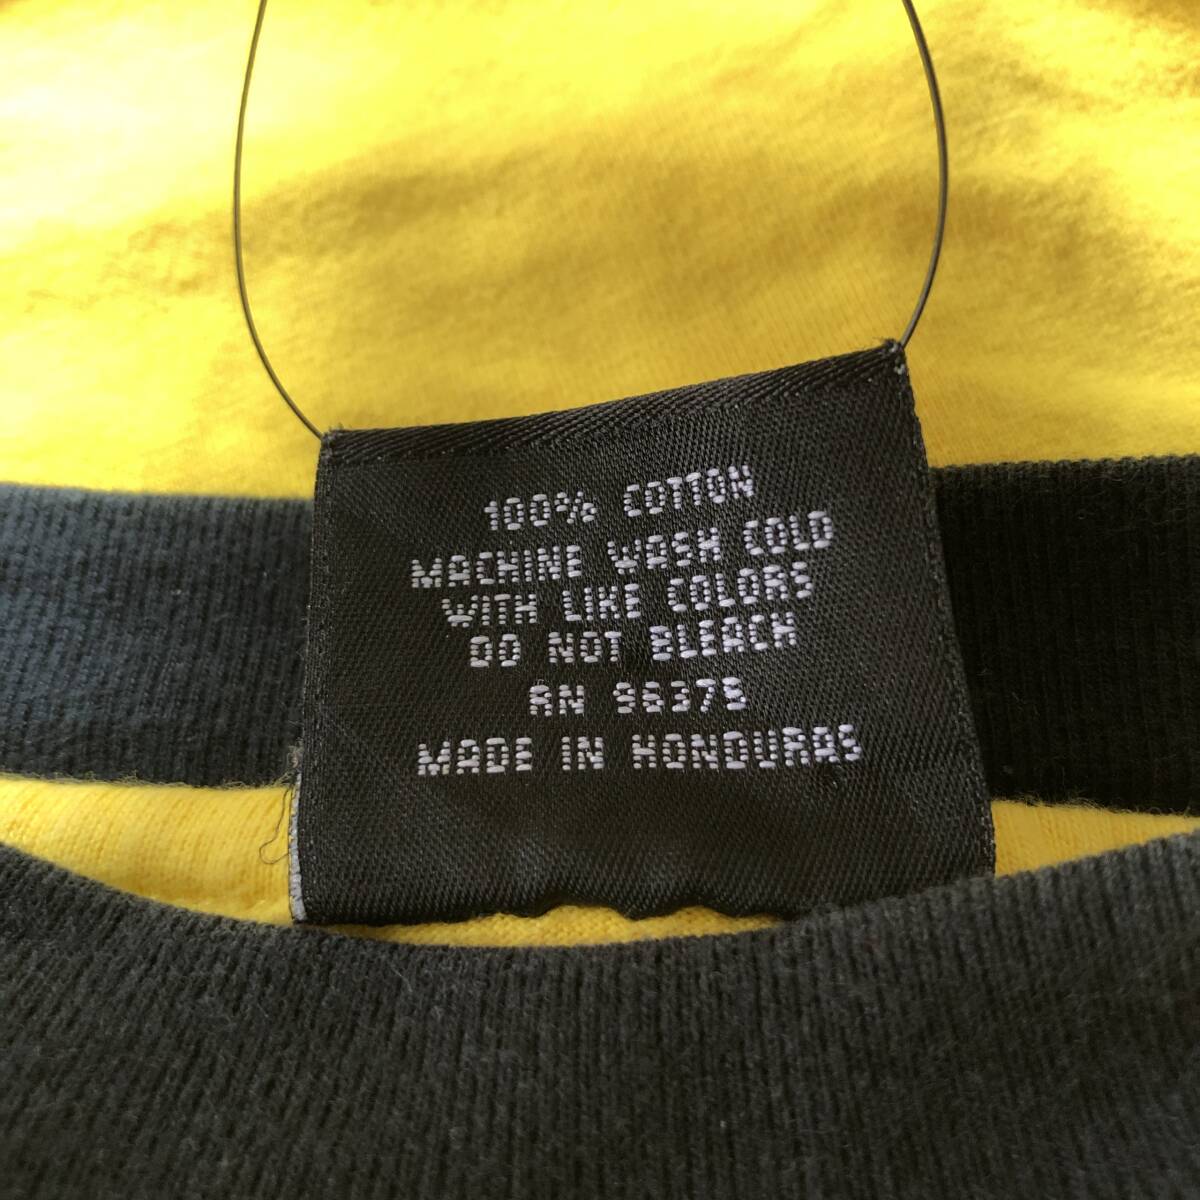 100% COTTON
MACHINE WASH COLD
WITH LIKE COLORS
DO NOT BLEACH
RN 96375
MADE IN HONDURAS